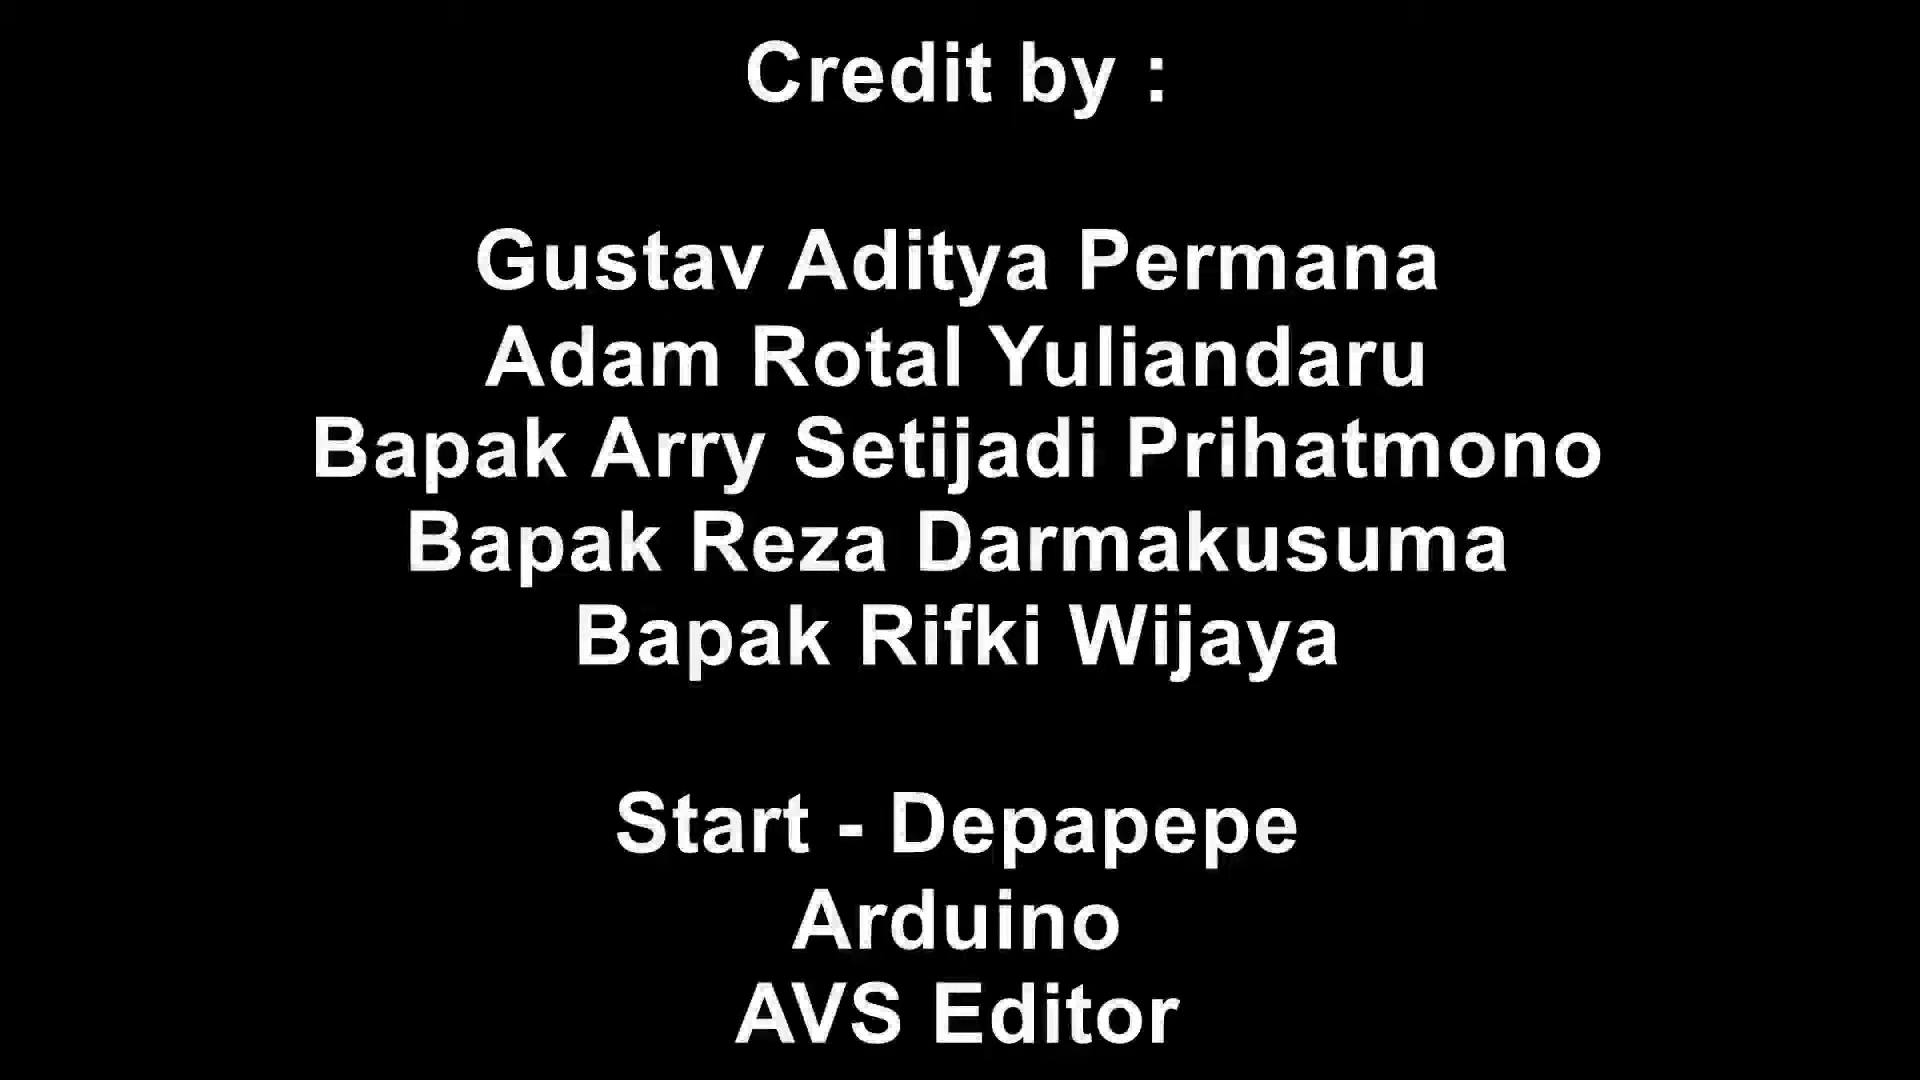 Credit by :
Gustav Aditya Permana
Adam Rotal Yuliandaru
Bapak Arry Setijadi Prihatmono
Bapak Reza Darmakusuma
Bapak Rifki Wijaya
Start - Depapepe
Arduino
AVS Editor